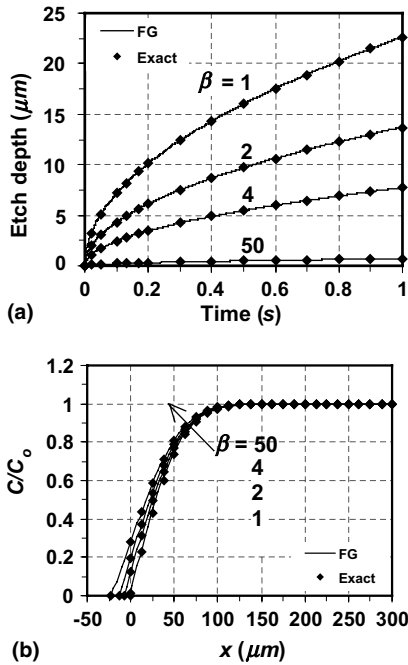 FG
Exact
β = 1
2
4
50
Etch depth (μm)
25
20
15
10
5
0
0
0.2
0.4
0.6
0.8
1
(a)
Time (s)
C/Co
1.2
1
0.8
0.6
0.4
0.2
0
β = 50
4
2
1
FG
Exact
-50
0
50
100
150
200
250
300
(b)
x (μm)